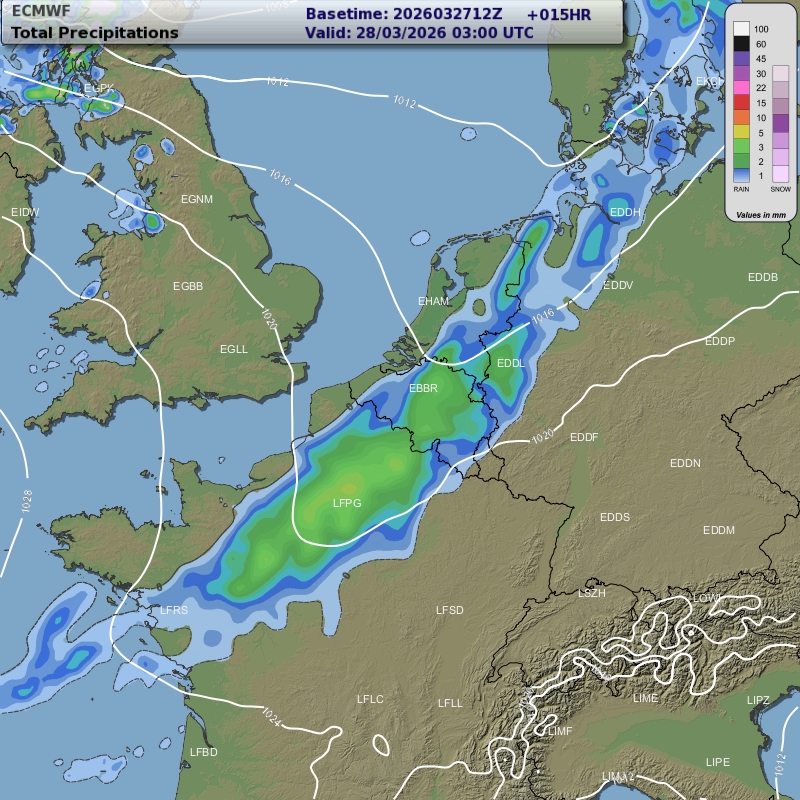 ECMWF
Basetime: 2026032712Z +015HR
Total Precipitations
Valid: 28/03/2026 03:00 UTC
100
60
45
30
22
15
10
5
3
2
1
RAIN SNOW
Values in mm
EGPK
1012
1012
1016
EGNM
EIDW
EDDH
EGBB
EDDV
EDDB
EHAM
1016
1020
EDDP
EGLL
EDDL
EBBR
1020
EDDF
EDDN
1028
LFPG
EDDS
EDDM
LSZH
LFRS
LFSD
LFLC
LFLL
LIME
LIPZ
1024
LIMF
LFBD
LIPE
1012